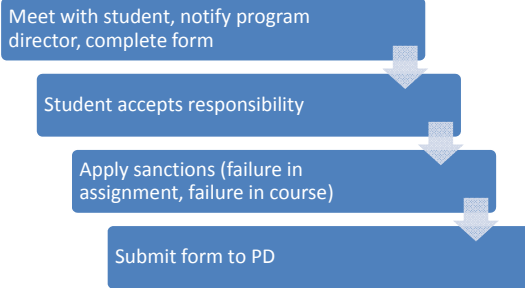 Meet with student, notify program
director, complete form
Student accepts responsibility
Apply sanctions (failure in
assignment, failure in course)
Submit form to PD